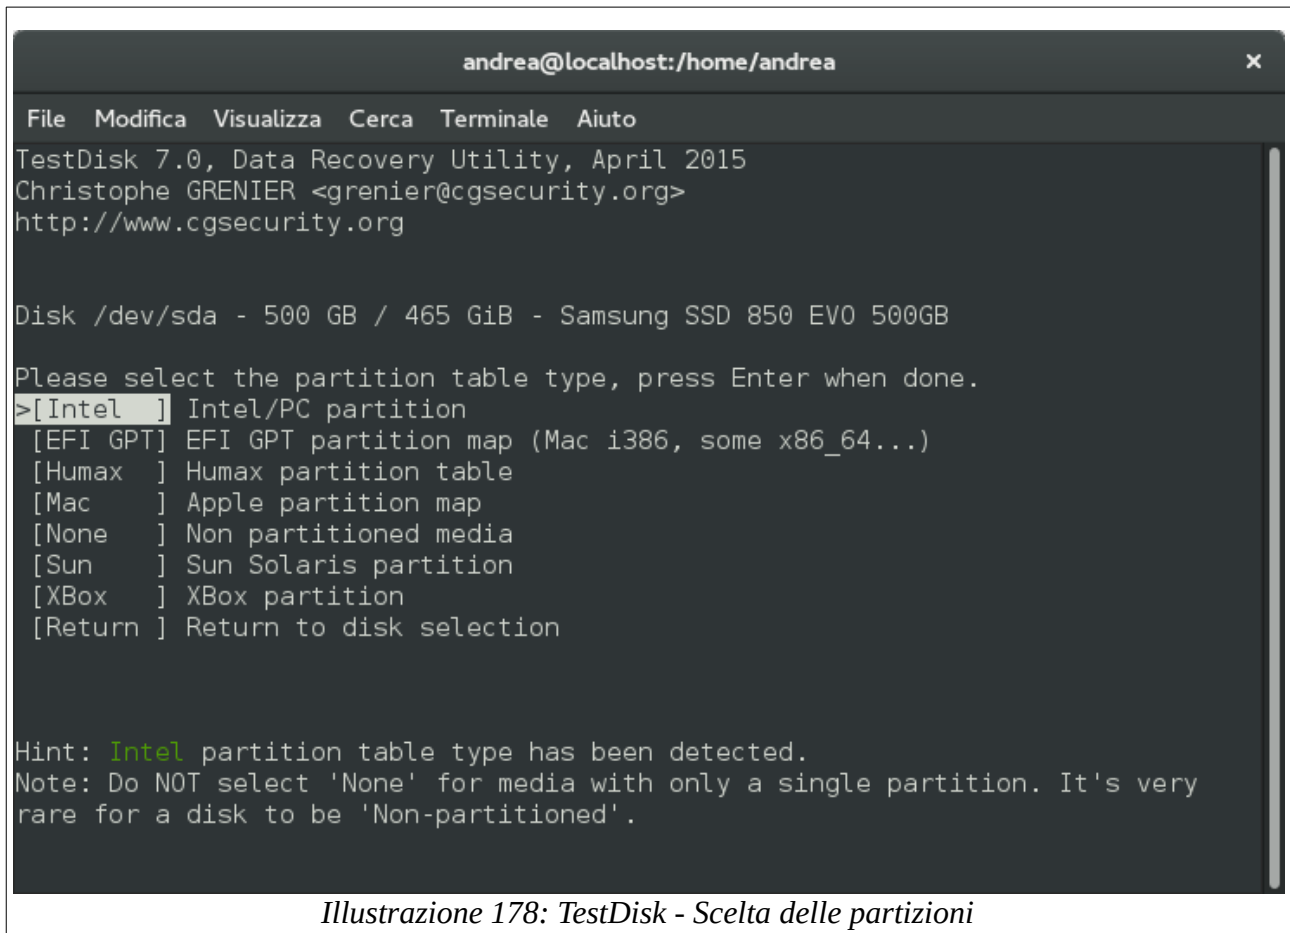 andrea@localhost:/home/andrea ×
File Modifica Visualizza Cerca Terminale Aiuto
TestDisk 7.0, Data Recovery Utility, April 2015
Christophe GRENIER <grenier@cgsecurity.org>
http://www.cgsecurity.org
Disk /dev/sda - 500 GB / 465 GiB - Samsung SSD 850 EVO 500GB
Please select the partition table type, press Enter when done.
>[Intel  ] Intel/PC partition
[EFI GPT] EFI GPT partition map (Mac i386, some x86_64...)
[Humax  ] Humax partition table
[Mac    ] Apple partition map
[None   ] Non partitioned media
[Sun    ] Sun Solaris partition
[XBox   ] XBox partition
[Return ] Return to disk selection
Hint: Intel partition table type has been detected.
Note: Do NOT select 'None' for media with only a single partition. It's very
rare for a disk to be 'Non-partitioned'.
Illustrazione 178: TestDisk - Scelta delle partizioni